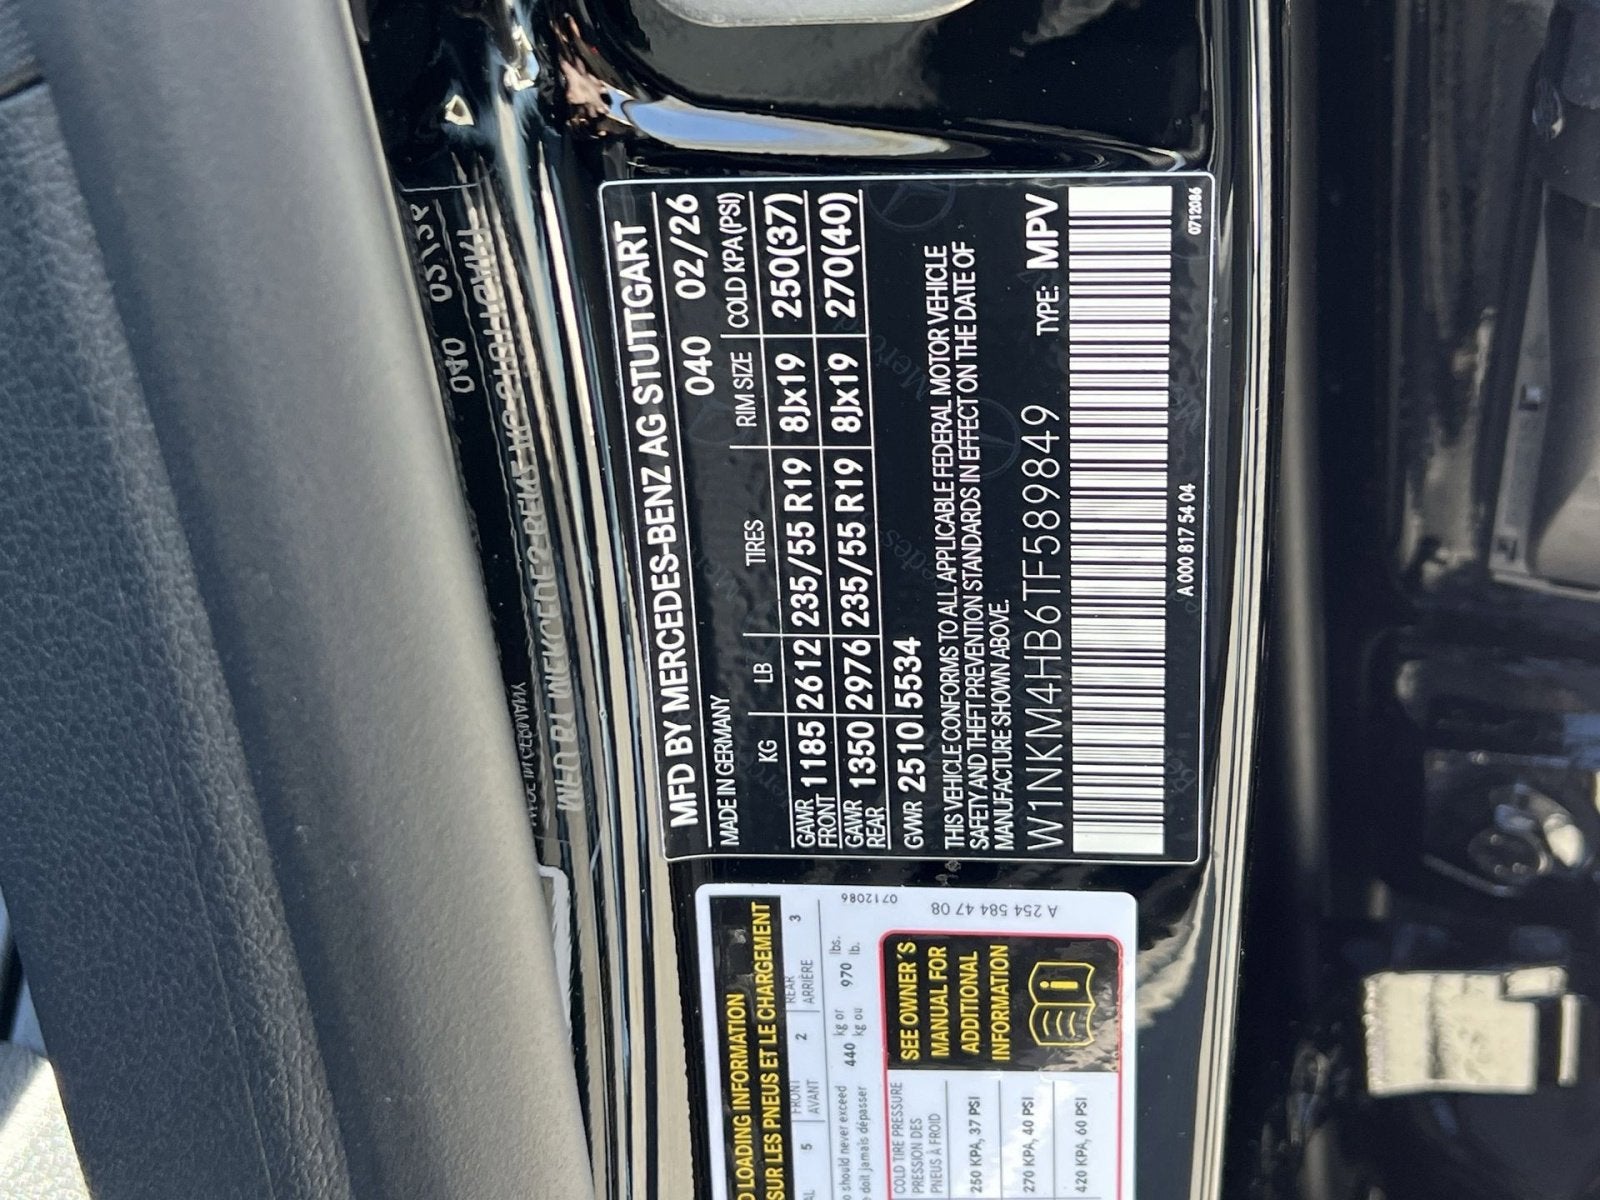 MFD BY MERCEDES-BENZ AG STUTTGART
MADE IN GERMANY 040 02/26
KG LB TIRES RIM SIZE COLD KPA(PSI)
GAWR FRONT 1185 2612 235/55 R19 8Jx19 250(37)
GAWR REAR 1350 2976 235/55 R19 8Jx19 270(40)
GVWR 2510 5534
THIS VEHICLE CONFORMS TO ALL APPLICABLE FEDERAL MOTOR VEHICLE
SAFETY AND THEFT PREVENTION STANDARDS IN EFFECT ON THE DATE OF
MANUFACTURE SHOWN ABOVE.
W1NKM4HB6TF589849 TYPE: MPV
A 000 817 54 04 0712086
LOADING INFORMATION
SUR LES PNEUS ET LE CHARGEMENT
5 FRONT 2 REAR 3
AVANT ARRIÈRE
should never exceed 440 kg or 970 lbs.
doit jamais dépasser kg ou lb.
0712086
A 254 584 47 08
COLD TIRE PRESSURE
PRESSION DES
PNEUS À FROID
250 KPA, 37 PSI
270 KPA, 40 PSI
420 KPA, 60 PSI
SEE OWNER'S
MANUAL FOR
ADDITIONAL
INFORMATION